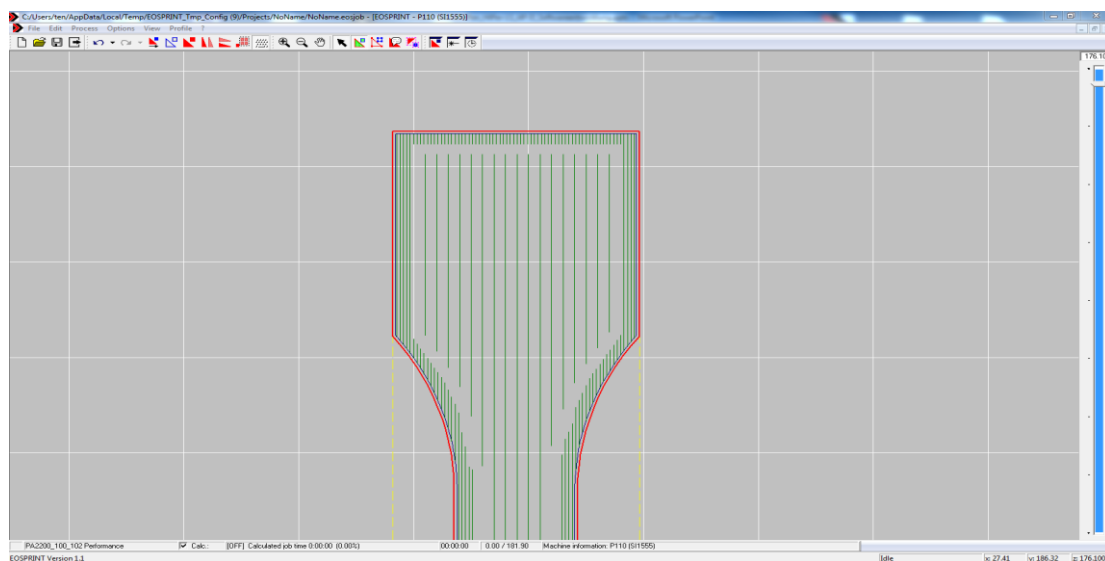 C:/Users/ten/AppData/Local/Temp/EOSPRINT_Tmp_Config (9)/Projects/NoName/NoName.eosjob - [EOSPRINT - P110 (SI1555)]
File Edit Process Options View Profile ?
176.10
PA2200_100_102 Performance Calc.: [OFF] Calculated job time 0:00:00 (0.00%) 00:00:00 0.00 / 181.90 Machine information: P110 (SI1555)
EOSPRINT Version 1.1 Idle x: 27.41 y: 186.32 z: 176.100